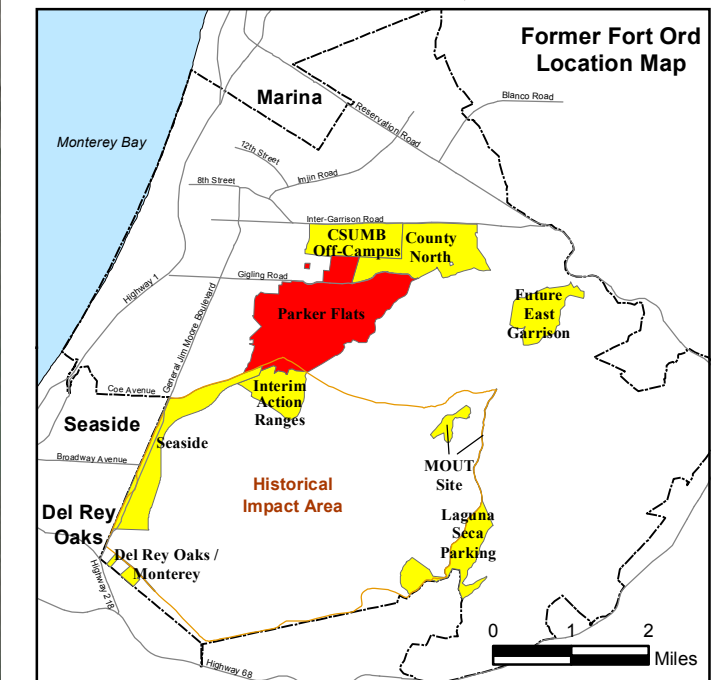 Former Fort Ord
Location Map
Marina
Blanco Road
Reservation Road
Monterey Bay
12th Street
Imjin Road
8th Street
Inter-Garrison Road
CSUMB
Off-Campus
County
North
Gigling Road
Highway 1
General Jim Moore Boulevard
Parker Flats
Future
East
Garrison
Coe Avenue
Interim
Action
Ranges
Seaside
Seaside
Broadway Avenue
MOUT
Site
Historical
Impact Area
Del Rey
Oaks
Laguna
Seca
Parking
Del Rey Oaks /
Monterey
Highway 218
Highway 68
0 1 2
Miles